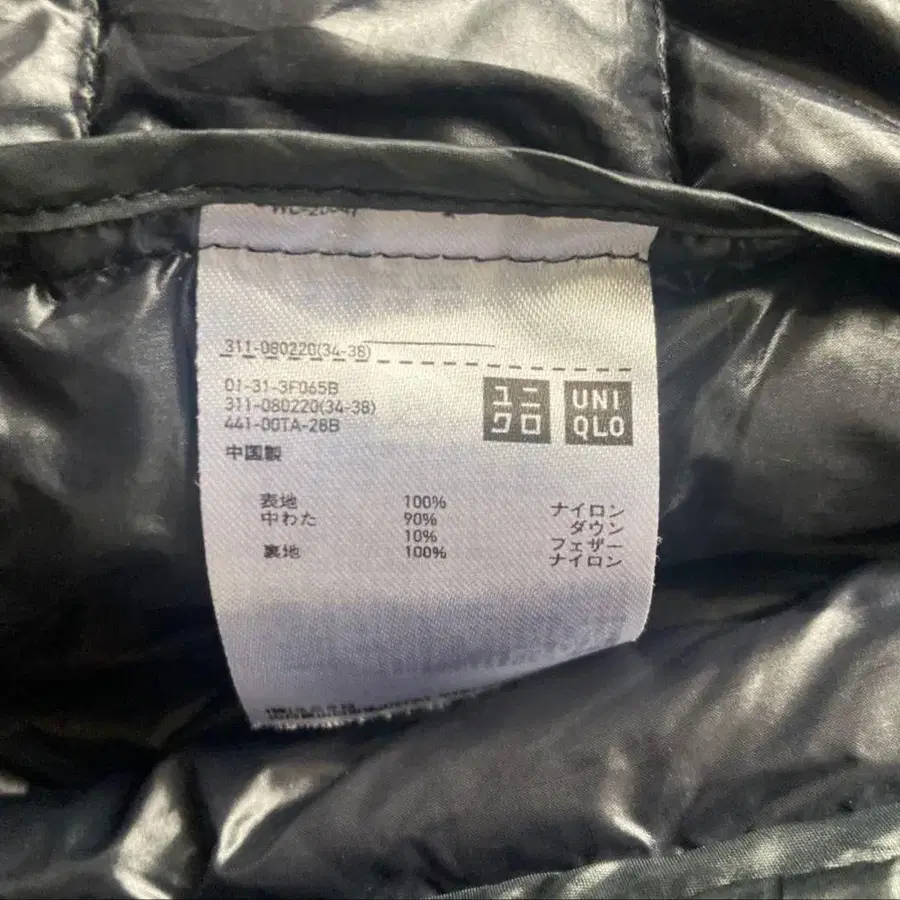 311-080220(34-38)
01-31-3F065B
311-080220(34-38)
441-00TA-28B
中国製
ユニ
クロ
UNI
QLO
表地 100% ナイロン
中わた 90% ダウン
10% フェザー
裏地 100% ナイロン